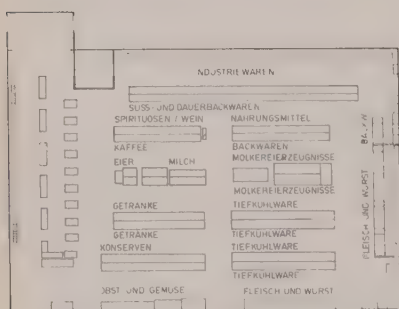 INDUSTRIEWAREN
SUSS- UND DAUERBACKWAREN
SPIRITUOSEN / WEIN
NAHRUNGSMITTEL
KAFFEE
BACKWAREN
EIER
MILCH
MOLKEREIERZEUGNISSE
MOLKEREIERZEUGNISSE
GETRÄNKE
TIEFKÜHLWARE
GETRÄNKE
TIEFKÜHLWARE
KONSERVEN
TIEFKÜHLWARE
TIEFKÜHLWARE
OBST UND GEMÜSE
FLEISCH UND WURST
FLEISCH UND WURST